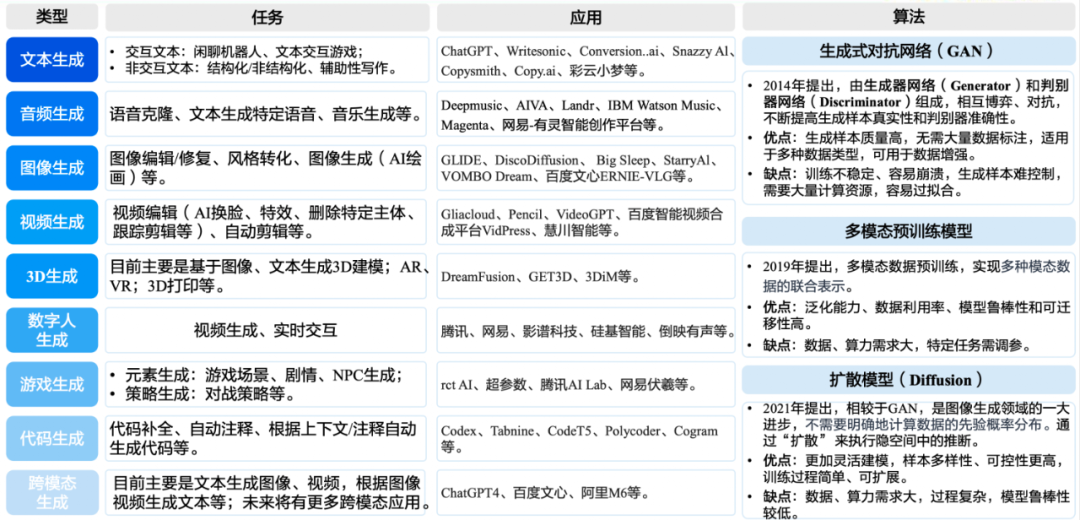 类型
任务
应用
算法
文本生成
• 交互文本：闲聊机器人、文本交互游戏；
• 非交互文本：结构化/非结构化、辅助性写作。
ChatGPT、Writesonic、Conversion..ai、Snazzy AI、
Copysmith、Copy.ai、彩云小梦等。
音频生成
语音克隆、文本生成特定语音、音乐生成等。
Deepmusic、AIVA、Landr、IBM Watson Music、
Magenta、网易-有灵智能创作平台等。
图像生成
图像编辑/修复、风格转化、图像生成（AI绘
画）等。
GLIDE、DiscoDiffusion、 Big Sleep、StarryAI、
VOMBO Dream、百度文心ERNIE-VLG等。
视频生成
视频编辑（AI换脸、特效、删除特定主体、
跟踪剪辑等）、自动剪辑等。
Gliacloud、Pencil、VideoGPT、百度智能视频合
成平台VidPress、慧川智能等。
3D生成
目前主要是基于图像、文本生成3D建模；AR、
VR；3D打印等。
DreamFusion、GET3D、3DiM等。
数字人
生成
视频生成、实时交互
腾讯、网易、影谱科技、硅基智能、倒映有声等。
游戏生成
• 元素生成：游戏场景、剧情、NPC生成；
• 策略生成：对战策略等。
rct AI、超参数、腾讯AI Lab、网易伏羲等。
代码生成
代码补全、自动注释、根据上下文/注释自动
生成代码等。
Codex、Tabnine、CodeT5、Polycoder、Cogram
等。
跨模态
生成
目前主要是文本生成图像、视频，根据图像
视频生成文本等；未来将有更多跨模态应用。
ChatGPT4、百度文心、阿里M6等。
生成式对抗网络（GAN）
• 2014年提出，由生成器网络（Generator）和判别
器网络（Discriminator）组成，相互博弈、对抗，
不断提高生成样本真实性和判别器准确性。
• 优点：生成样本质量高，无需大量数据标注，适用
于多种数据类型，可用于数据增强。
• 缺点：训练不稳定、容易崩溃，生成样本难控制，
需要大量计算资源，容易过拟合。
多模态预训练模型
• 2019年提出，多模态数据预训练，实现多种模态数
据的联合表示。
• 优点：泛化能力、数据利用率、模型鲁棒性和可迁
移性高。
• 缺点：数据、算力需求大，特定任务需调参。
扩散模型（Diffusion）
• 2021年提出，相较于GAN，是图像生成领域的一大
进步，不需要明确地计算数据的先验概率分布。通
过“扩散”来执行隐空间中的推断。
• 优点：更加灵活建模，样本多样性、可控性更高，
训练过程简单、可扩展。
• 缺点：数据、算力需求大，过程复杂，模型鲁棒性
较低。